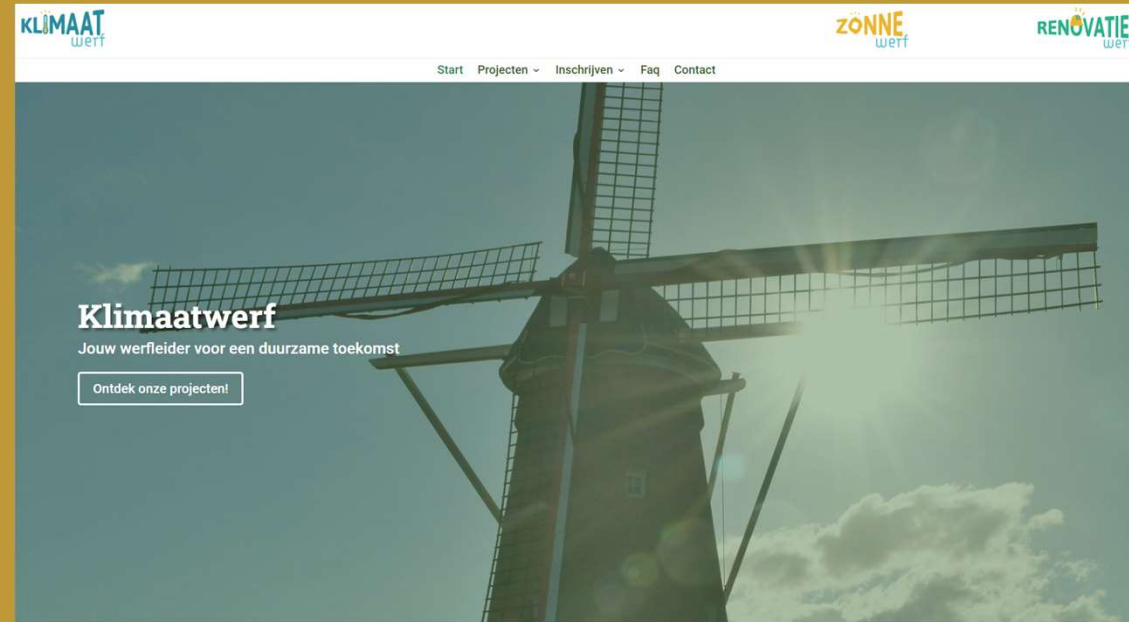 KLIMAAT
werf
ZONNE
werf
RENOVATIE
Start Projecten Inschrijven Faq Contact
Klimaatwerf
Jouw werfleider voor een duurzame toekomst
Ontdek onze projecten!